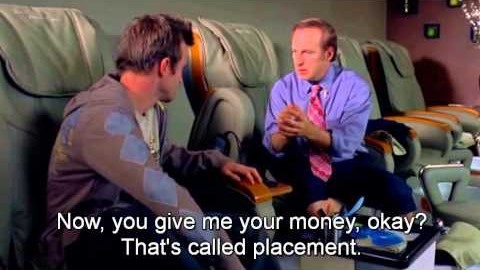 Now, you give me your money, okay?
That's called placement.